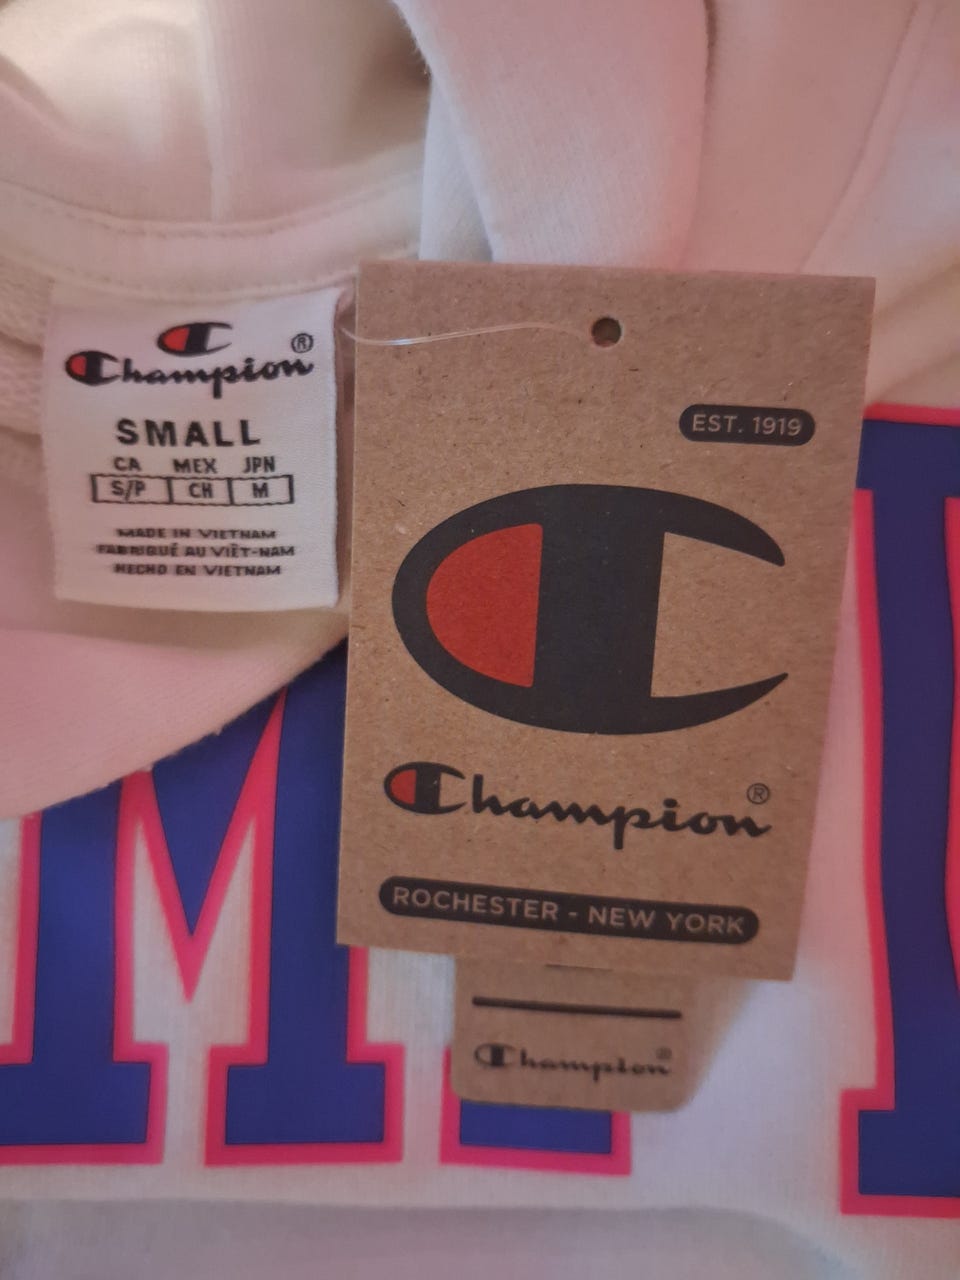 Champion®
SMALL
CA MEX JPN
S/P CH M
MADE IN VIETNAM
FABRIQUÉ AU VIÊT-NAM
HECHO EN VIETNAM
EST. 1919
Champion®
ROCHESTER - NEW YORK
Champion®
M